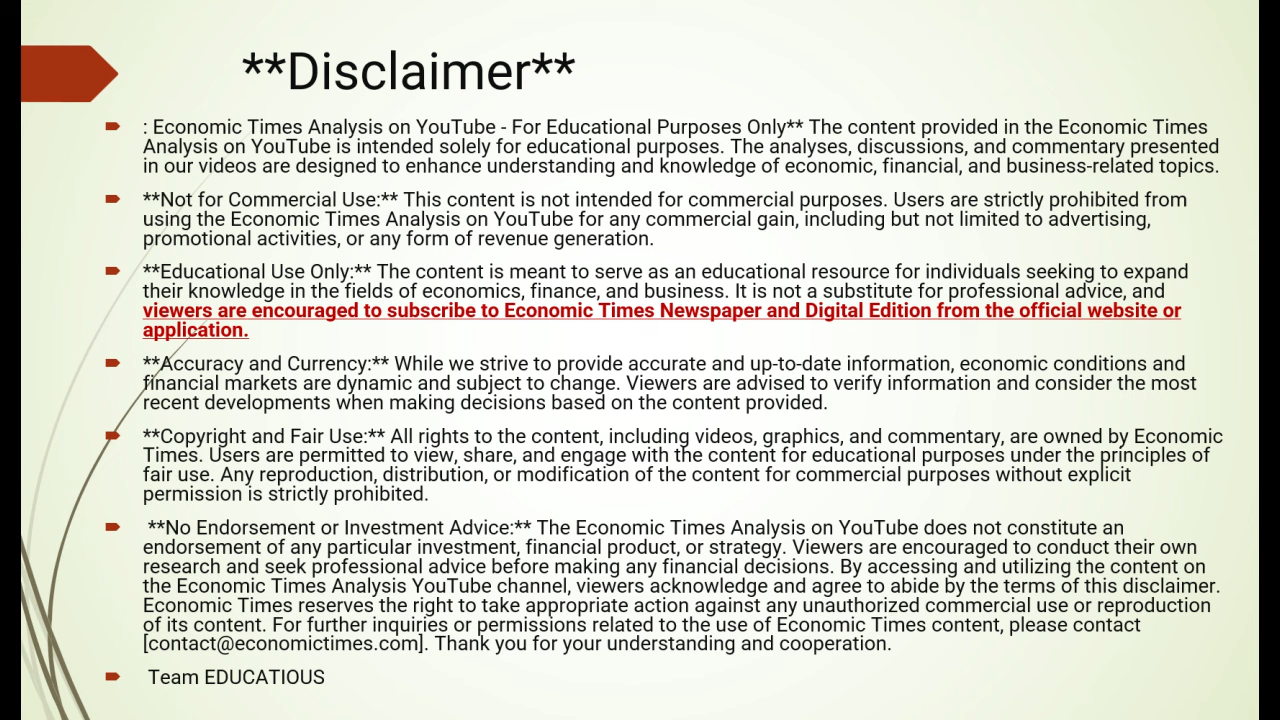 **Disclaimer**
: Economic Times Analysis on YouTube - For Educational Purposes Only** The content provided in the Economic Times
Analysis on YouTube is intended solely for educational purposes. The analyses, discussions, and commentary presented
in our videos are designed to enhance understanding and knowledge of economic, financial, and business-related topics.
**Not for Commercial Use:** This content is not intended for commercial purposes. Users are strictly prohibited from
using the Economic Times Analysis on YouTube for any commercial gain, including but not limited to advertising,
promotional activities, or any form of revenue generation.
**Educational Use Only:** The content is meant to serve as an educational resource for individuals seeking to expand
their knowledge in the fields of economics, finance, and business. It is not a substitute for professional advice, and
viewers are encouraged to subscribe to Economic Times Newspaper and Digital Edition from the official website or
application.
**Accuracy and Currency:** While we strive to provide accurate and up-to-date information, economic conditions and
financial markets are dynamic and subject to change. Viewers are advised to verify information and consider the most
recent developments when making decisions based on the content provided.
**Copyright and Fair Use:** All rights to the content, including videos, graphics, and commentary, are owned by Economic
Times. Users are permitted to view, share, and engage with the content for educational purposes under the principles of
fair use. Any reproduction, distribution, or modification of the content for commercial purposes without explicit
permission is strictly prohibited.
**No Endorsement or Investment Advice:** The Economic Times Analysis on YouTube does not constitute an
endorsement of any particular investment, financial product, or strategy. Viewers are encouraged to conduct their own
research and seek professional advice before making any financial decisions. By accessing and utilizing the content on
the Economic Times Analysis YouTube channel, viewers acknowledge and agree to abide by the terms of this disclaimer.
Economic Times reserves the right to take appropriate action against any unauthorized commercial use or reproduction
of its content. For further inquiries or permissions related to the use of Economic Times content, please contact
[contact@economictimes.com]. Thank you for your understanding and cooperation.
Team EDUCATIOUS